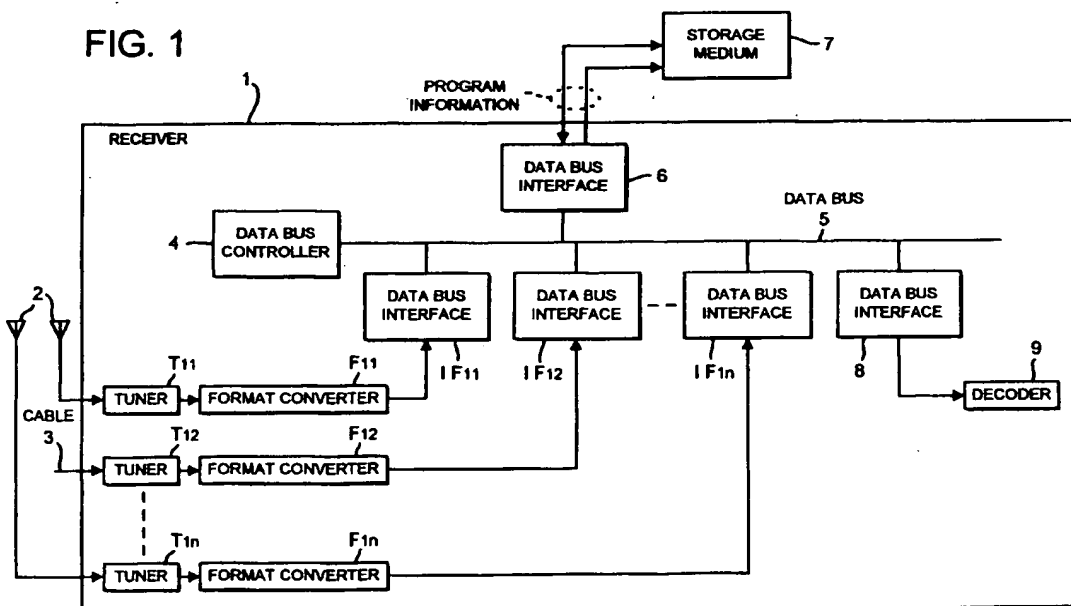 FIG. 1
STORAGE
MEDIUM
7
PROGRAM
INFORMATION
1
RECEIVER
DATA BUS
INTERFACE
6
DATA BUS
5
4
DATA BUS
CONTROLLER
2
DATA BUS
INTERFACE
DATA BUS
INTERFACE
DATA BUS
INTERFACE
DATA BUS
INTERFACE
IF11
IF12
IF1n
8
9
DECODER
T11
F11
TUNER
FORMAT CONVERTER
CABLE
3
T12
F12
TUNER
FORMAT CONVERTER
T1n
F1n
TUNER
FORMAT CONVERTER